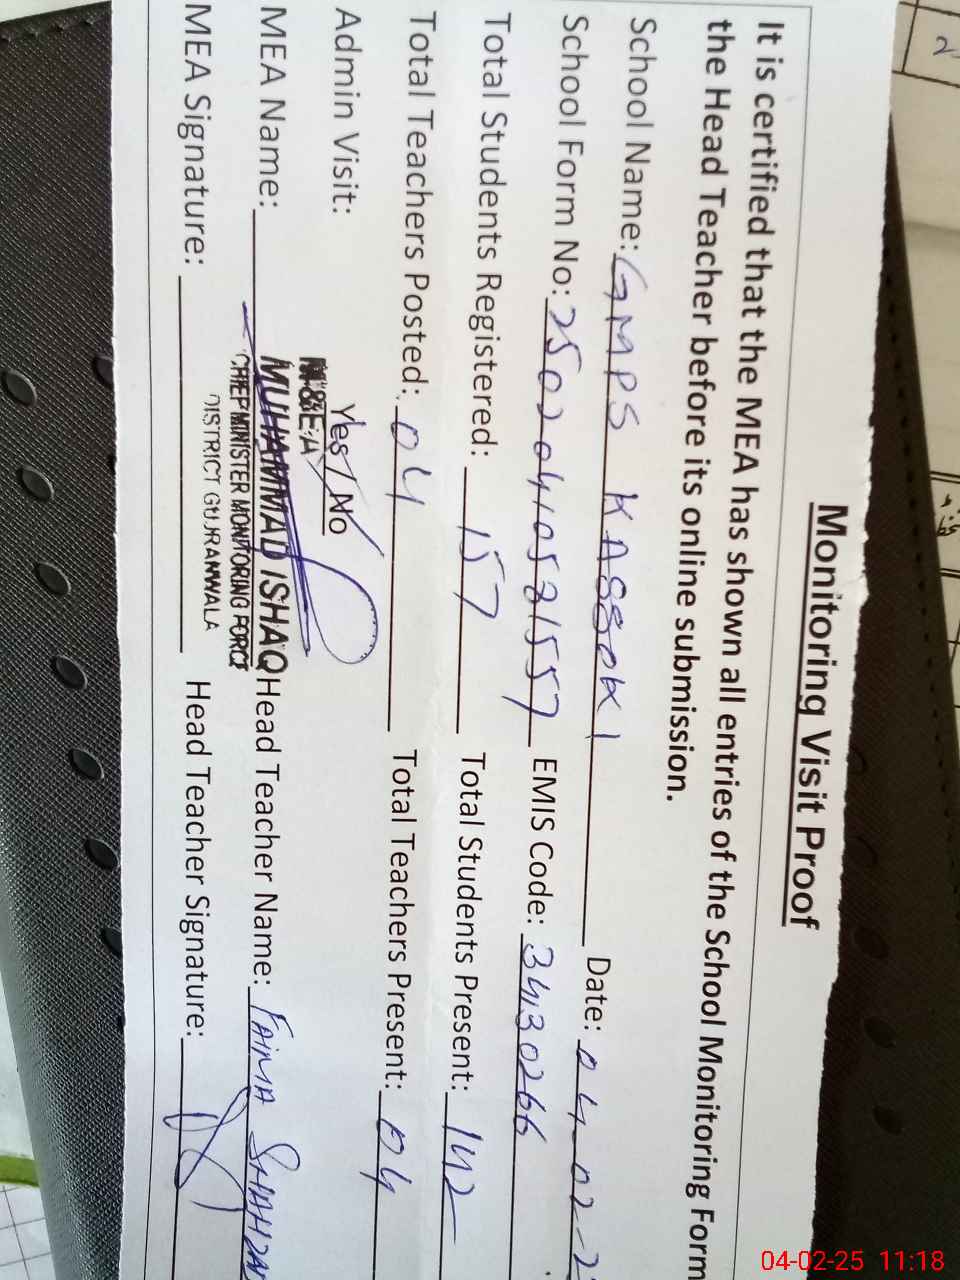 Monitoring Visit Proof
It is certified that the MEA has shown all entries of the School Monitoring Form
the Head Teacher before its online submission.
School Name: GMPS KASSOKI Date: 04-02-2
School Form No: EMIS Code: 34130266
Total Students Registered: 157 Total Students Present: 142
Total Teachers Posted: 04 Total Teachers Present: 04
Admin Visit: Yes / No
M&E.A
MEA Name: MUHAMMAD ISHAQ Head Teacher Name: FAIMA
CHIEF MINISTER MONITORING FORCE
DISTRICT GUJRANWALA
MEA Signature: Head Teacher Signature:
04-02-25 11:18